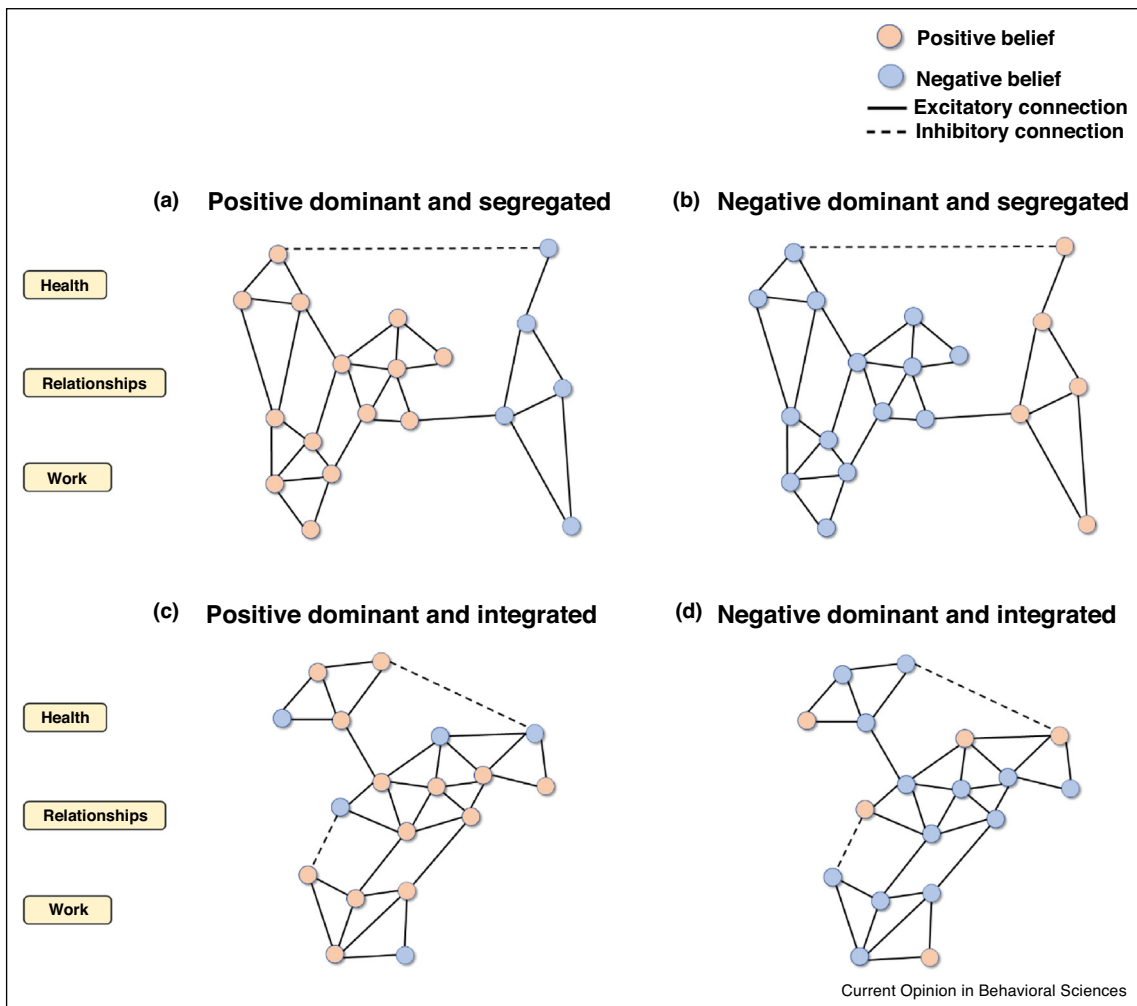 Positive belief
Negative belief
Excitatory connection
Inhibitory connection
(a) Positive dominant and segregated
(b) Negative dominant and segregated
Health
Relationships
Work
(c) Positive dominant and integrated
(d) Negative dominant and integrated
Health
Relationships
Work
Current Opinion in Behavioral Sciences